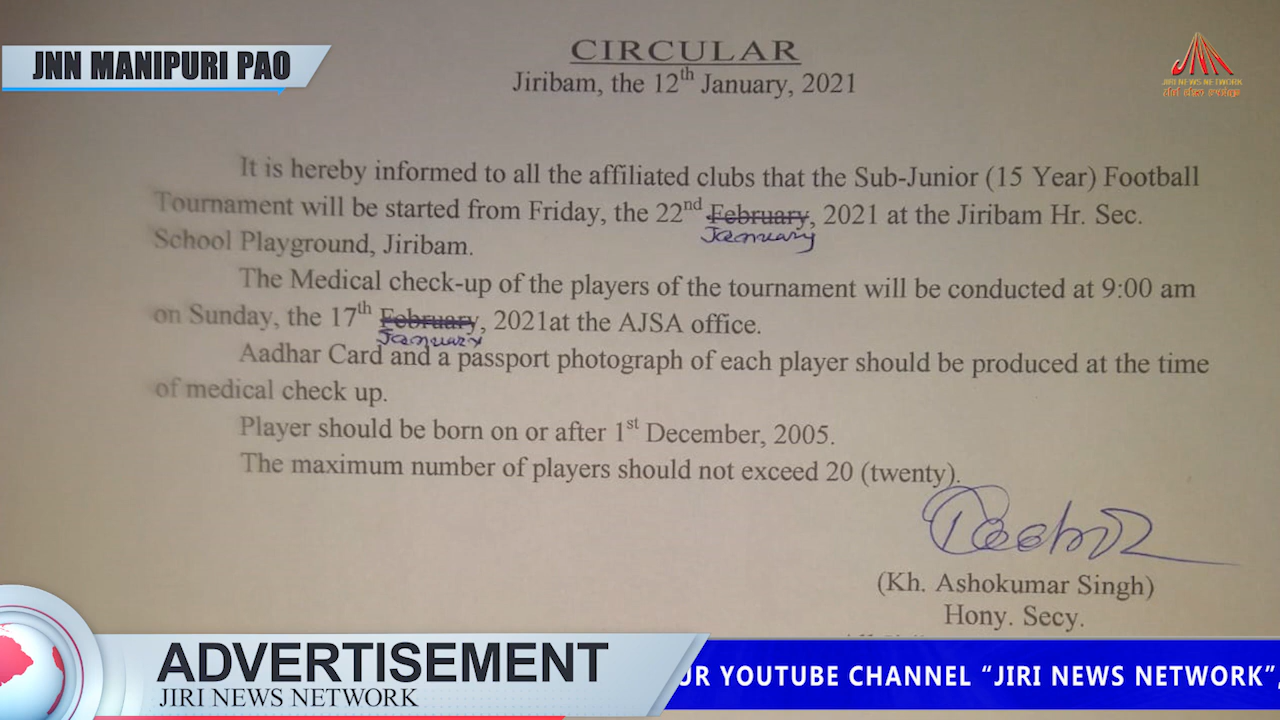 JNN MANIPURI PAO
CIRCULAR
Jiribam, the 12th January, 2021
JIRI NEWS NETWORK
It is hereby informed to all the affiliated clubs that the Sub-Junior (15 Year) Football
Tournament will be started from Friday, the 22nd February, 2021 at the Jiribam Hr. Sec.
January
School Playground, Jiribam.
The Medical check-up of the players of the tournament will be conducted at 9:00 am
on Sunday, the 17th February, 2021at the AJSA office.
January
Aadhar Card and a passport photograph of each player should be produced at the time
of medical check up.
Player should be born on or after 1st December, 2005.
The maximum number of players should not exceed 20 (twenty).
(Kh. Ashokumar Singh)
Hony. Secy.
ADVERTISEMENT
JIRI NEWS NETWORK
YOUTUBE CHANNEL “JIRI NEWS NETWORK”,